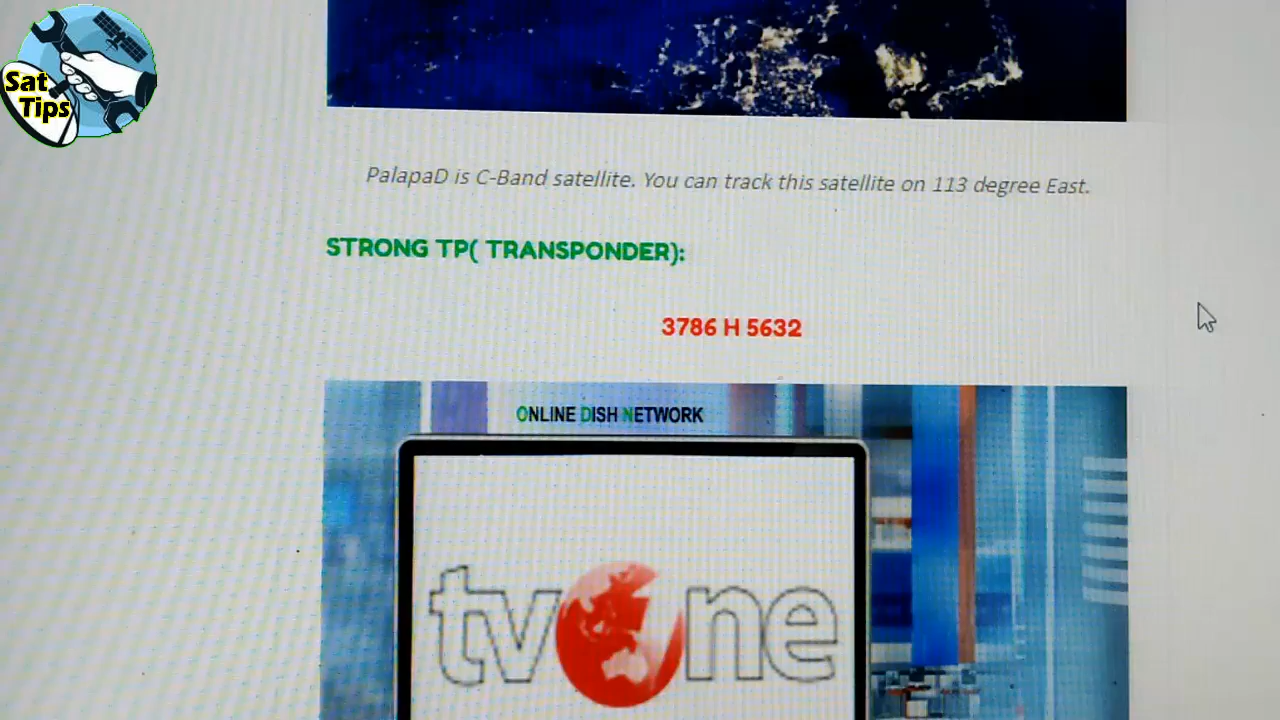 Sat
Tips
PalapaD is C-Band satellite. You can track this satellite on 113 degree East.
STRONG TP( TRANSPONDER):
3786 H 5632
ONLINE DISH NETWORK
tvOne